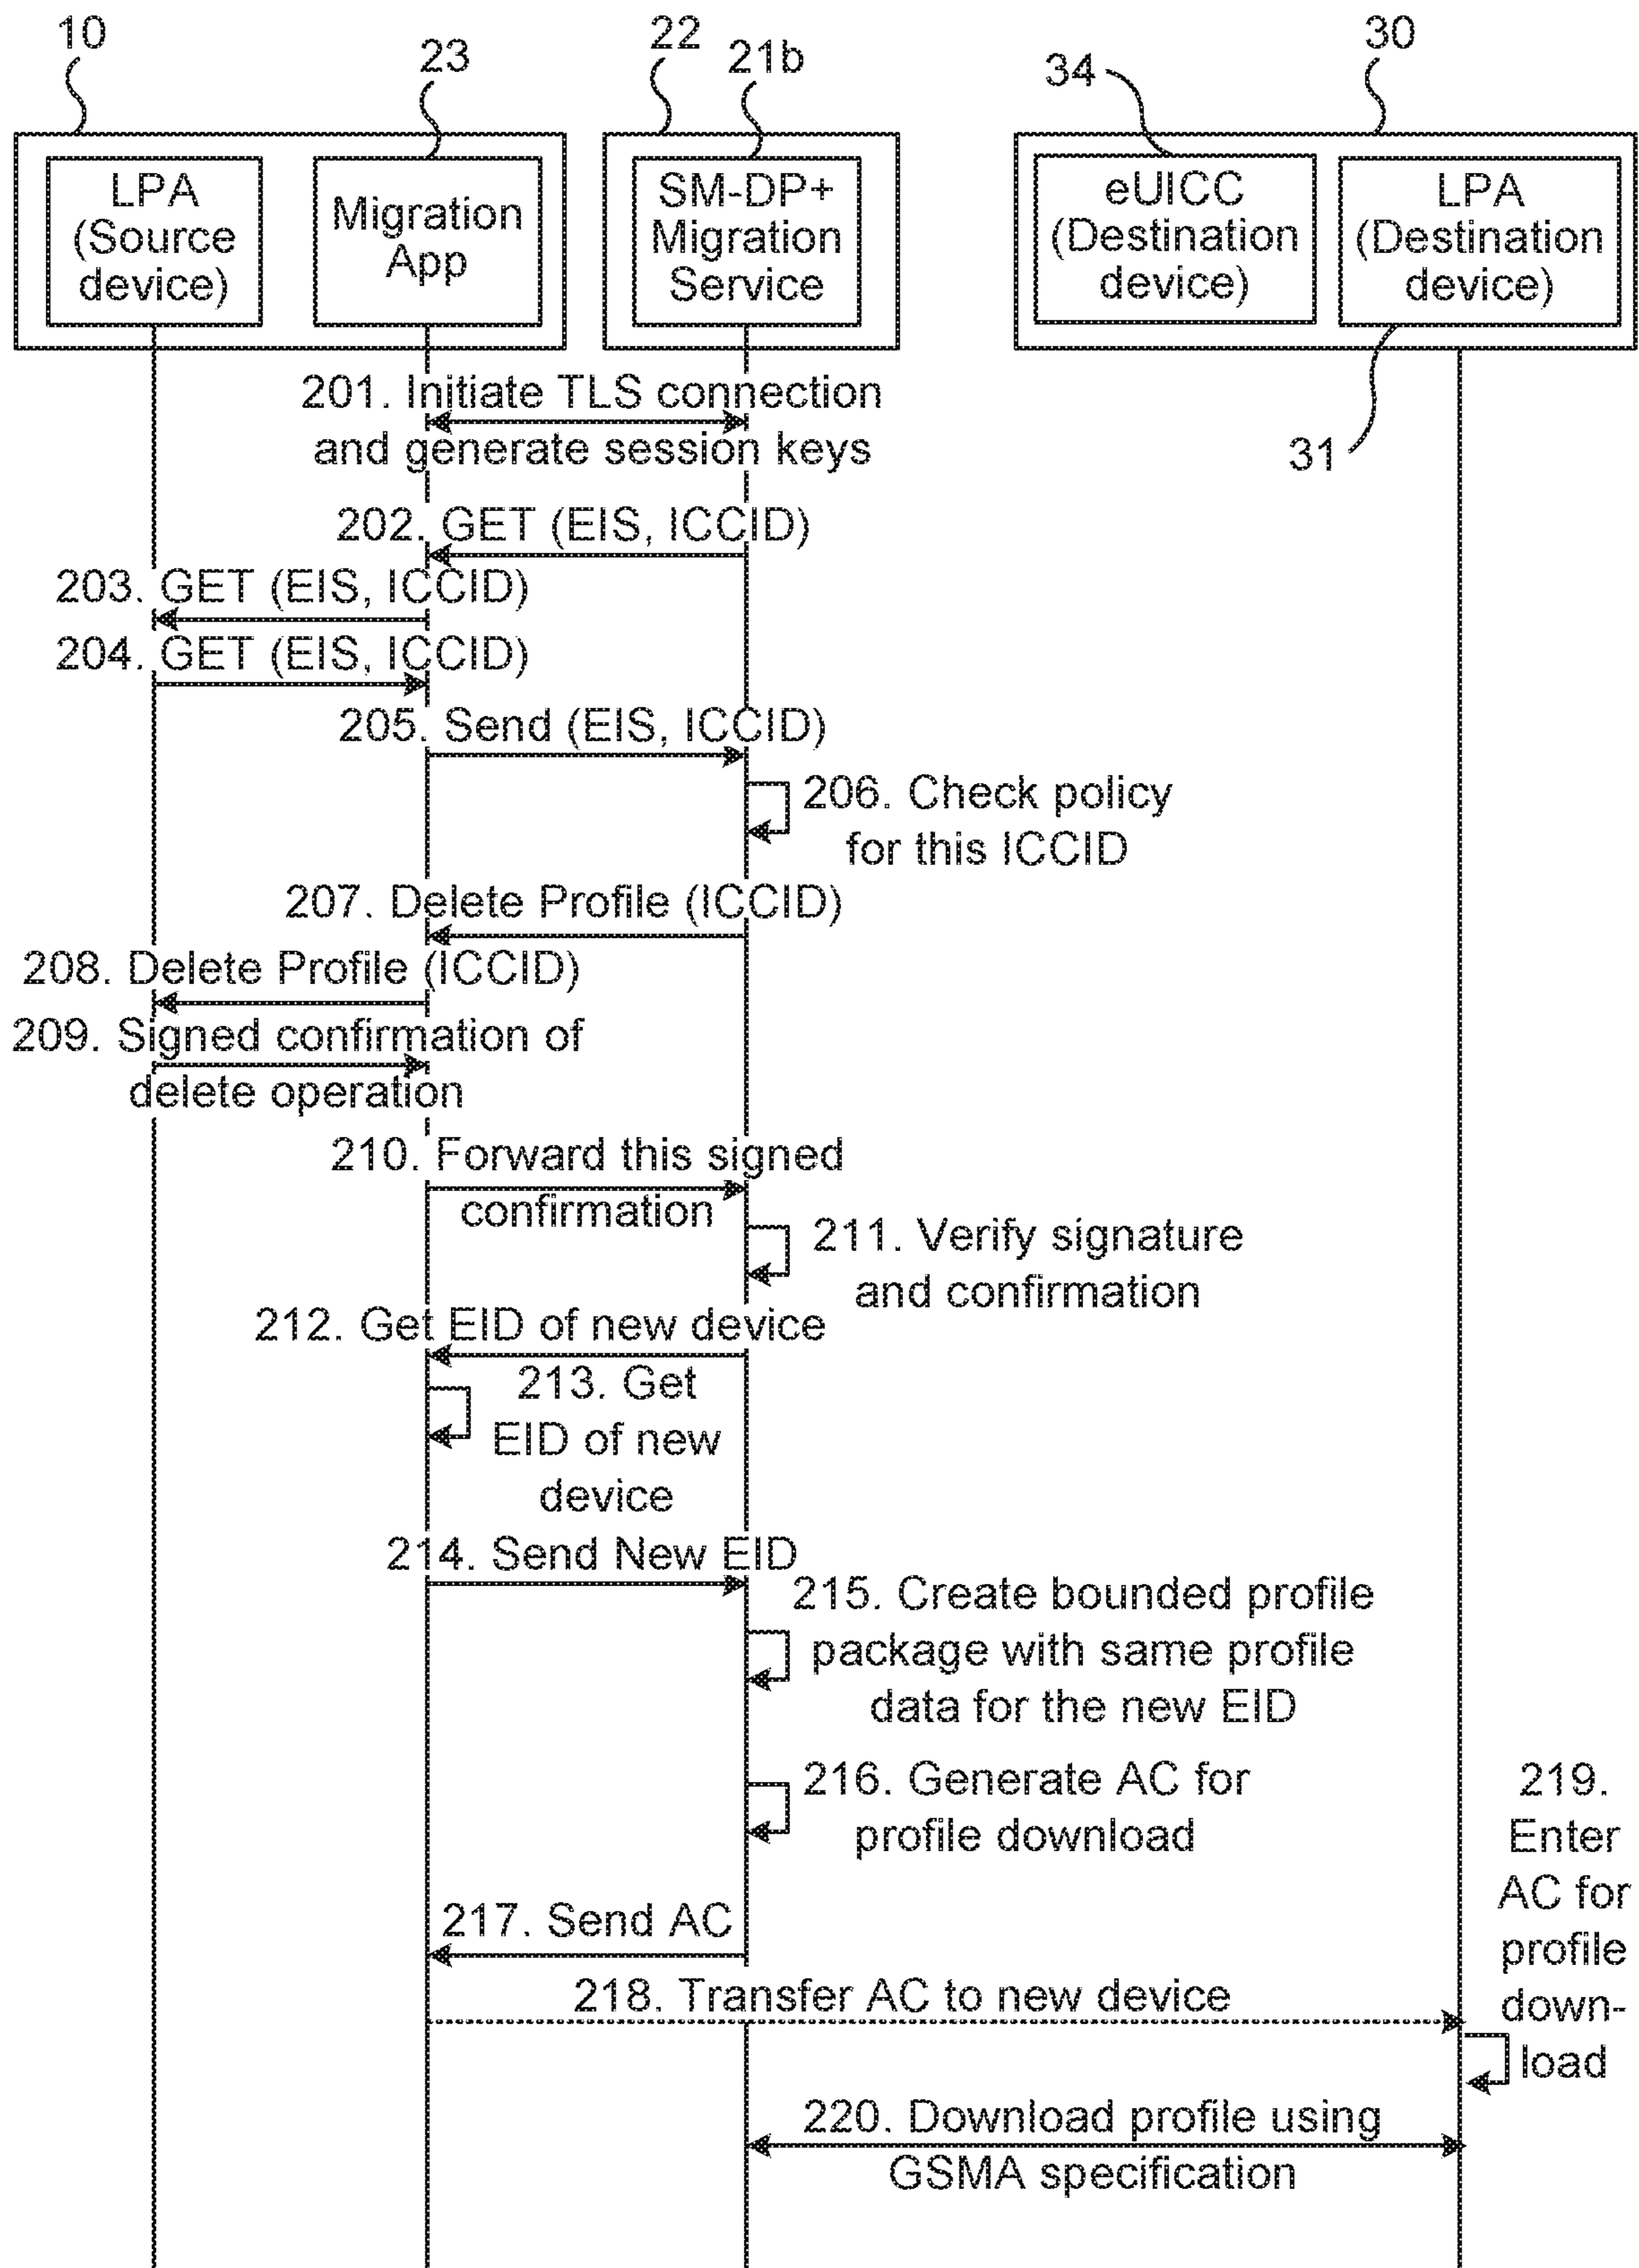 10
23
22
21b
34
30
LPA
(Source
device)
Migration
App
SM-DP+
Migration
Service
eUICC
(Destination
device)
LPA
(Destination
device)
31
201. Initiate TLS connection
and generate session keys
202. GET (EIS, ICCID)
203. GET (EIS, ICCID)
204. GET (EIS, ICCID)
205. Send (EIS, ICCID)
206. Check policy
for this ICCID
207. Delete Profile (ICCID)
208. Delete Profile (ICCID)
209. Signed confirmation of
delete operation
210. Forward this signed
confirmation
211. Verify signature
and confirmation
212. Get EID of new device
213. Get
EID of new
device
214. Send New EID
215. Create bounded profile
package with same profile
data for the new EID
216. Generate AC for
profile download
217. Send AC
218. Transfer AC to new device
219.
Enter
AC for
profile
down-
load
220. Download profile using
GSMA specification